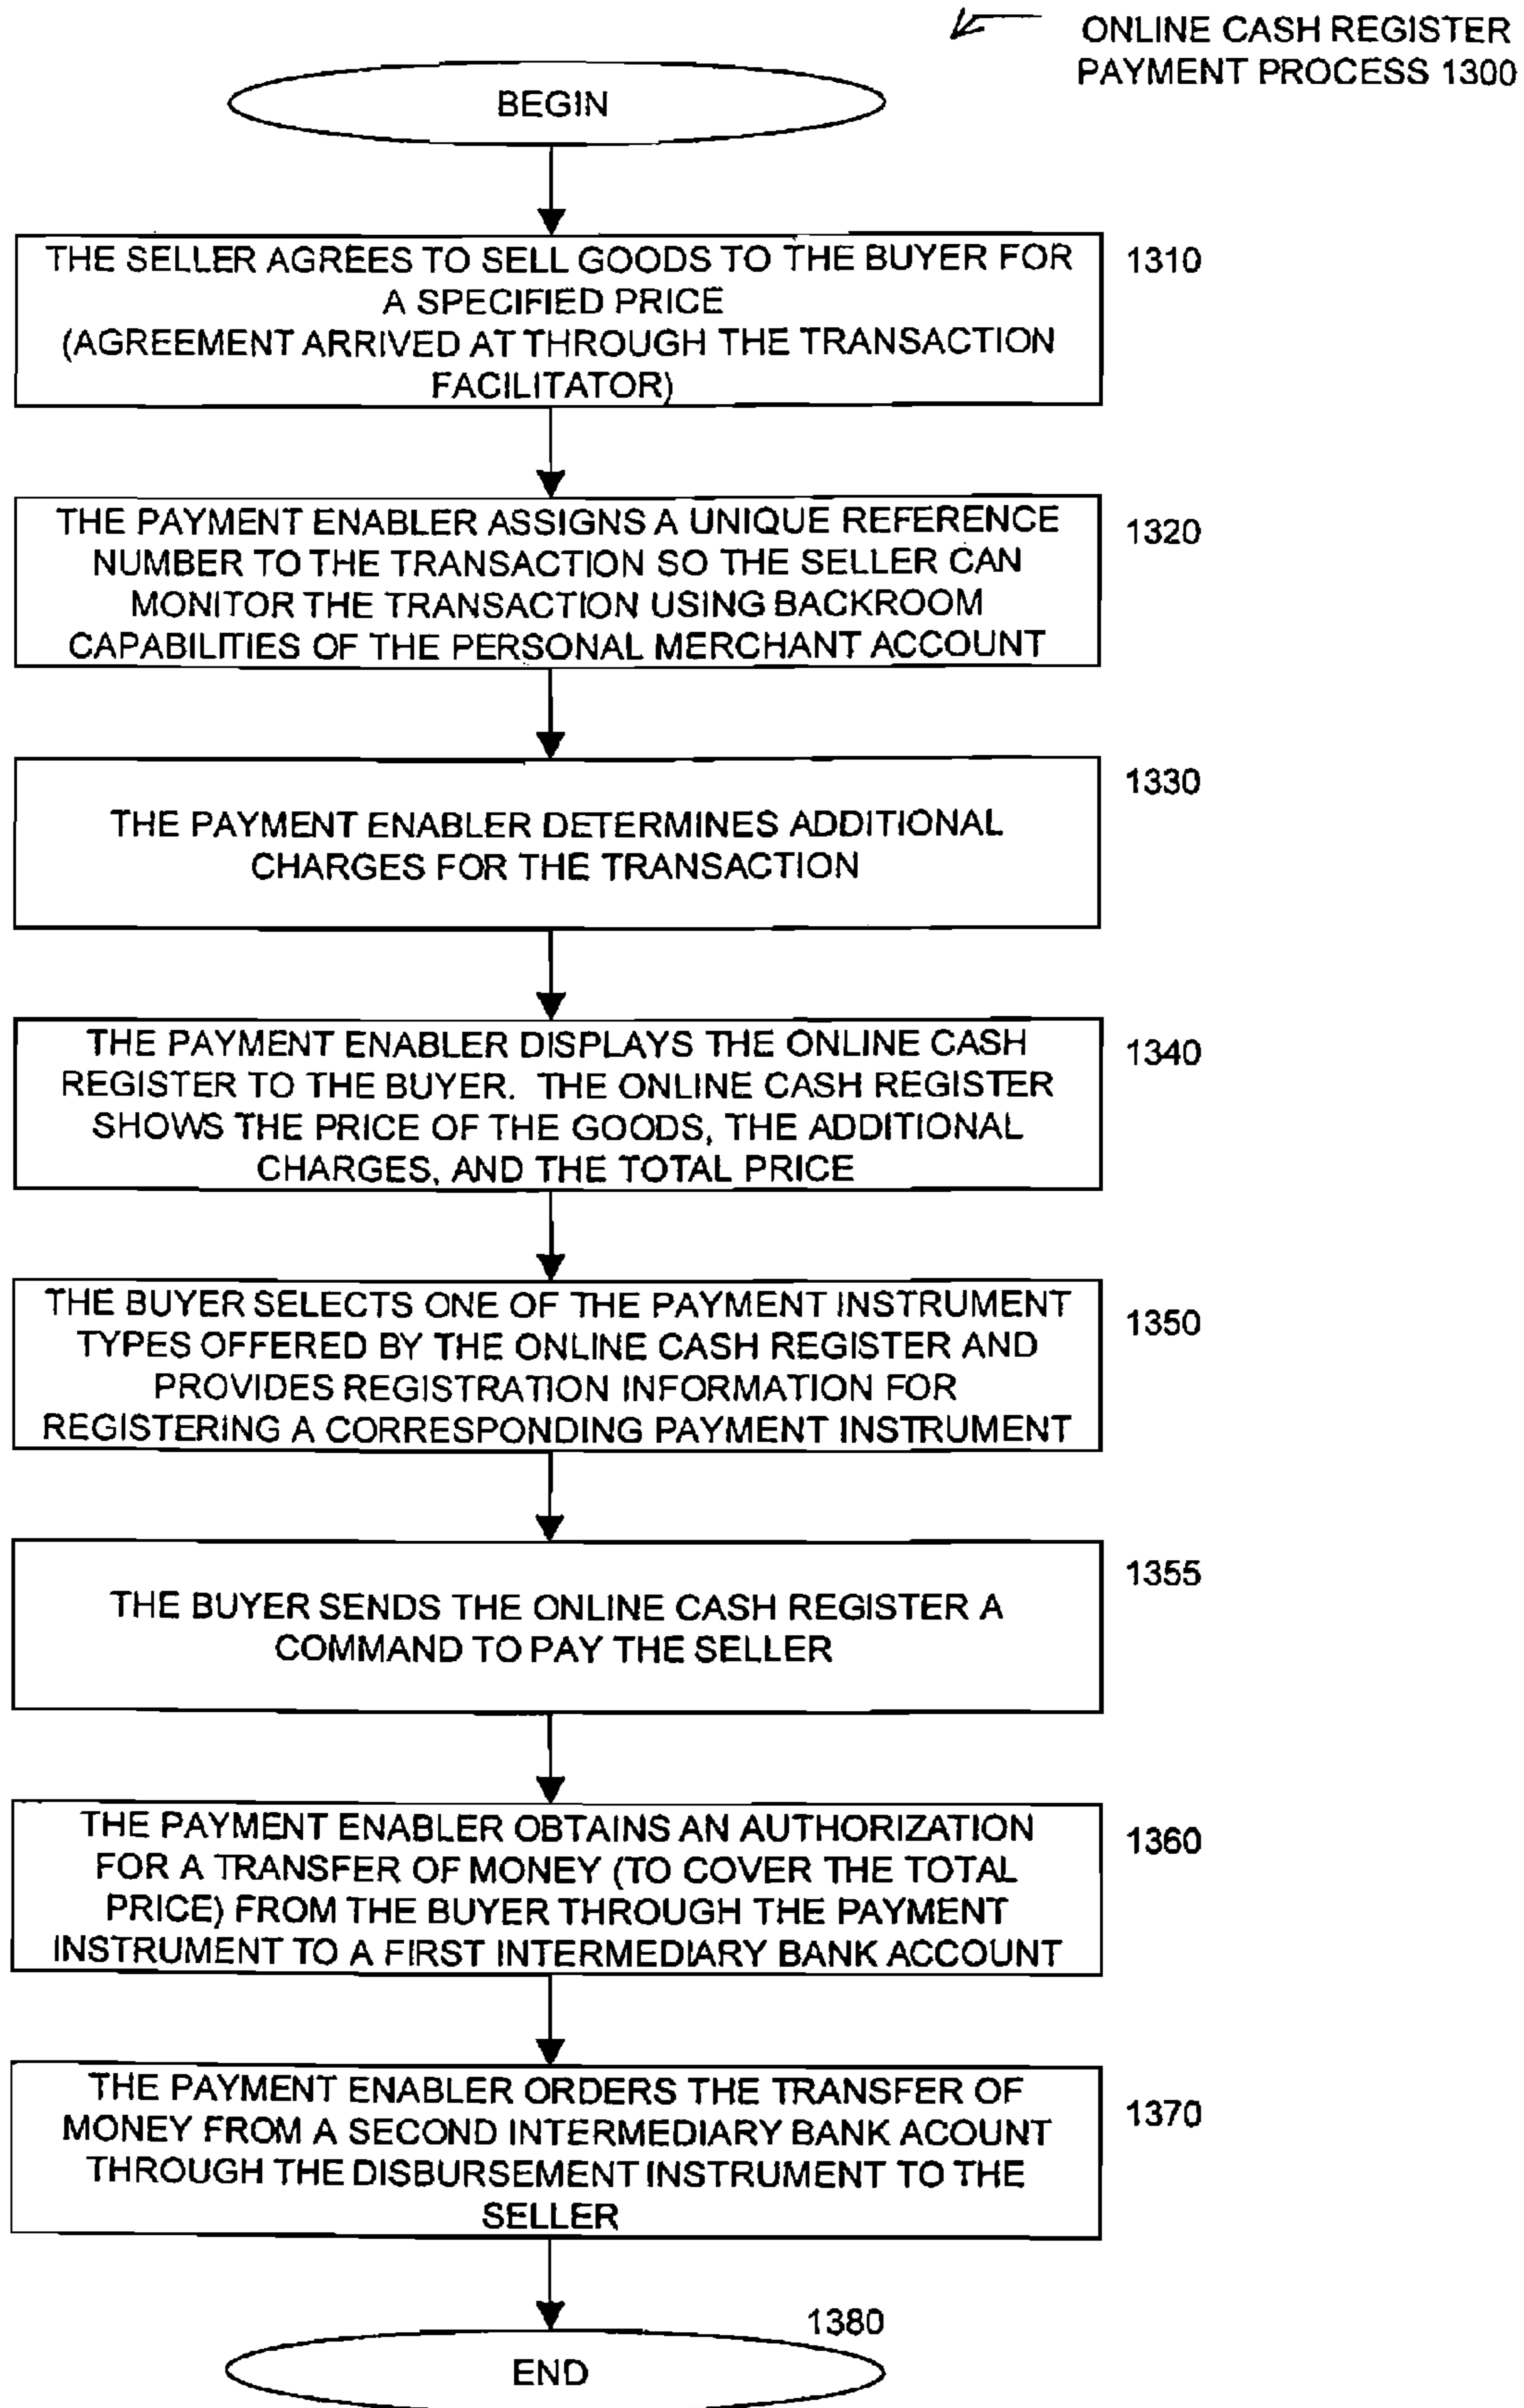 ONLINE CASH REGISTER
PAYMENT PROCESS 1300
BEGIN
THE SELLER AGREES TO SELL GOODS TO THE BUYER FOR
A SPECIFIED PRICE
(AGREEMENT ARRIVED AT THROUGH THE TRANSACTION
FACILITATOR)
1310
THE PAYMENT ENABLER ASSIGNS A UNIQUE REFERENCE
NUMBER TO THE TRANSACTION SO THE SELLER CAN
MONITOR THE TRANSACTION USING BACKROOM
CAPABILITIES OF THE PERSONAL MERCHANT ACCOUNT
1320
THE PAYMENT ENABLER DETERMINES ADDITIONAL
CHARGES FOR THE TRANSACTION
1330
THE PAYMENT ENABLER DISPLAYS THE ONLINE CASH
REGISTER TO THE BUYER. THE ONLINE CASH REGISTER
SHOWS THE PRICE OF THE GOODS, THE ADDITIONAL
CHARGES, AND THE TOTAL PRICE
1340
THE BUYER SELECTS ONE OF THE PAYMENT INSTRUMENT
TYPES OFFERED BY THE ONLINE CASH REGISTER AND
PROVIDES REGISTRATION INFORMATION FOR
REGISTERING A CORRESPONDING PAYMENT INSTRUMENT
1350
THE BUYER SENDS THE ONLINE CASH REGISTER A
COMMAND TO PAY THE SELLER
1355
THE PAYMENT ENABLER OBTAINS AN AUTHORIZATION
FOR A TRANSFER OF MONEY (TO COVER THE TOTAL
PRICE) FROM THE BUYER THROUGH THE PAYMENT
INSTRUMENT TO A FIRST INTERMEDIARY BANK ACCOUNT
1360
THE PAYMENT ENABLER ORDERS THE TRANSFER OF
MONEY FROM A SECOND INTERMEDIARY BANK ACOUNT
THROUGH THE DISBURSEMENT INSTRUMENT TO THE
SELLER
1370
1380
END